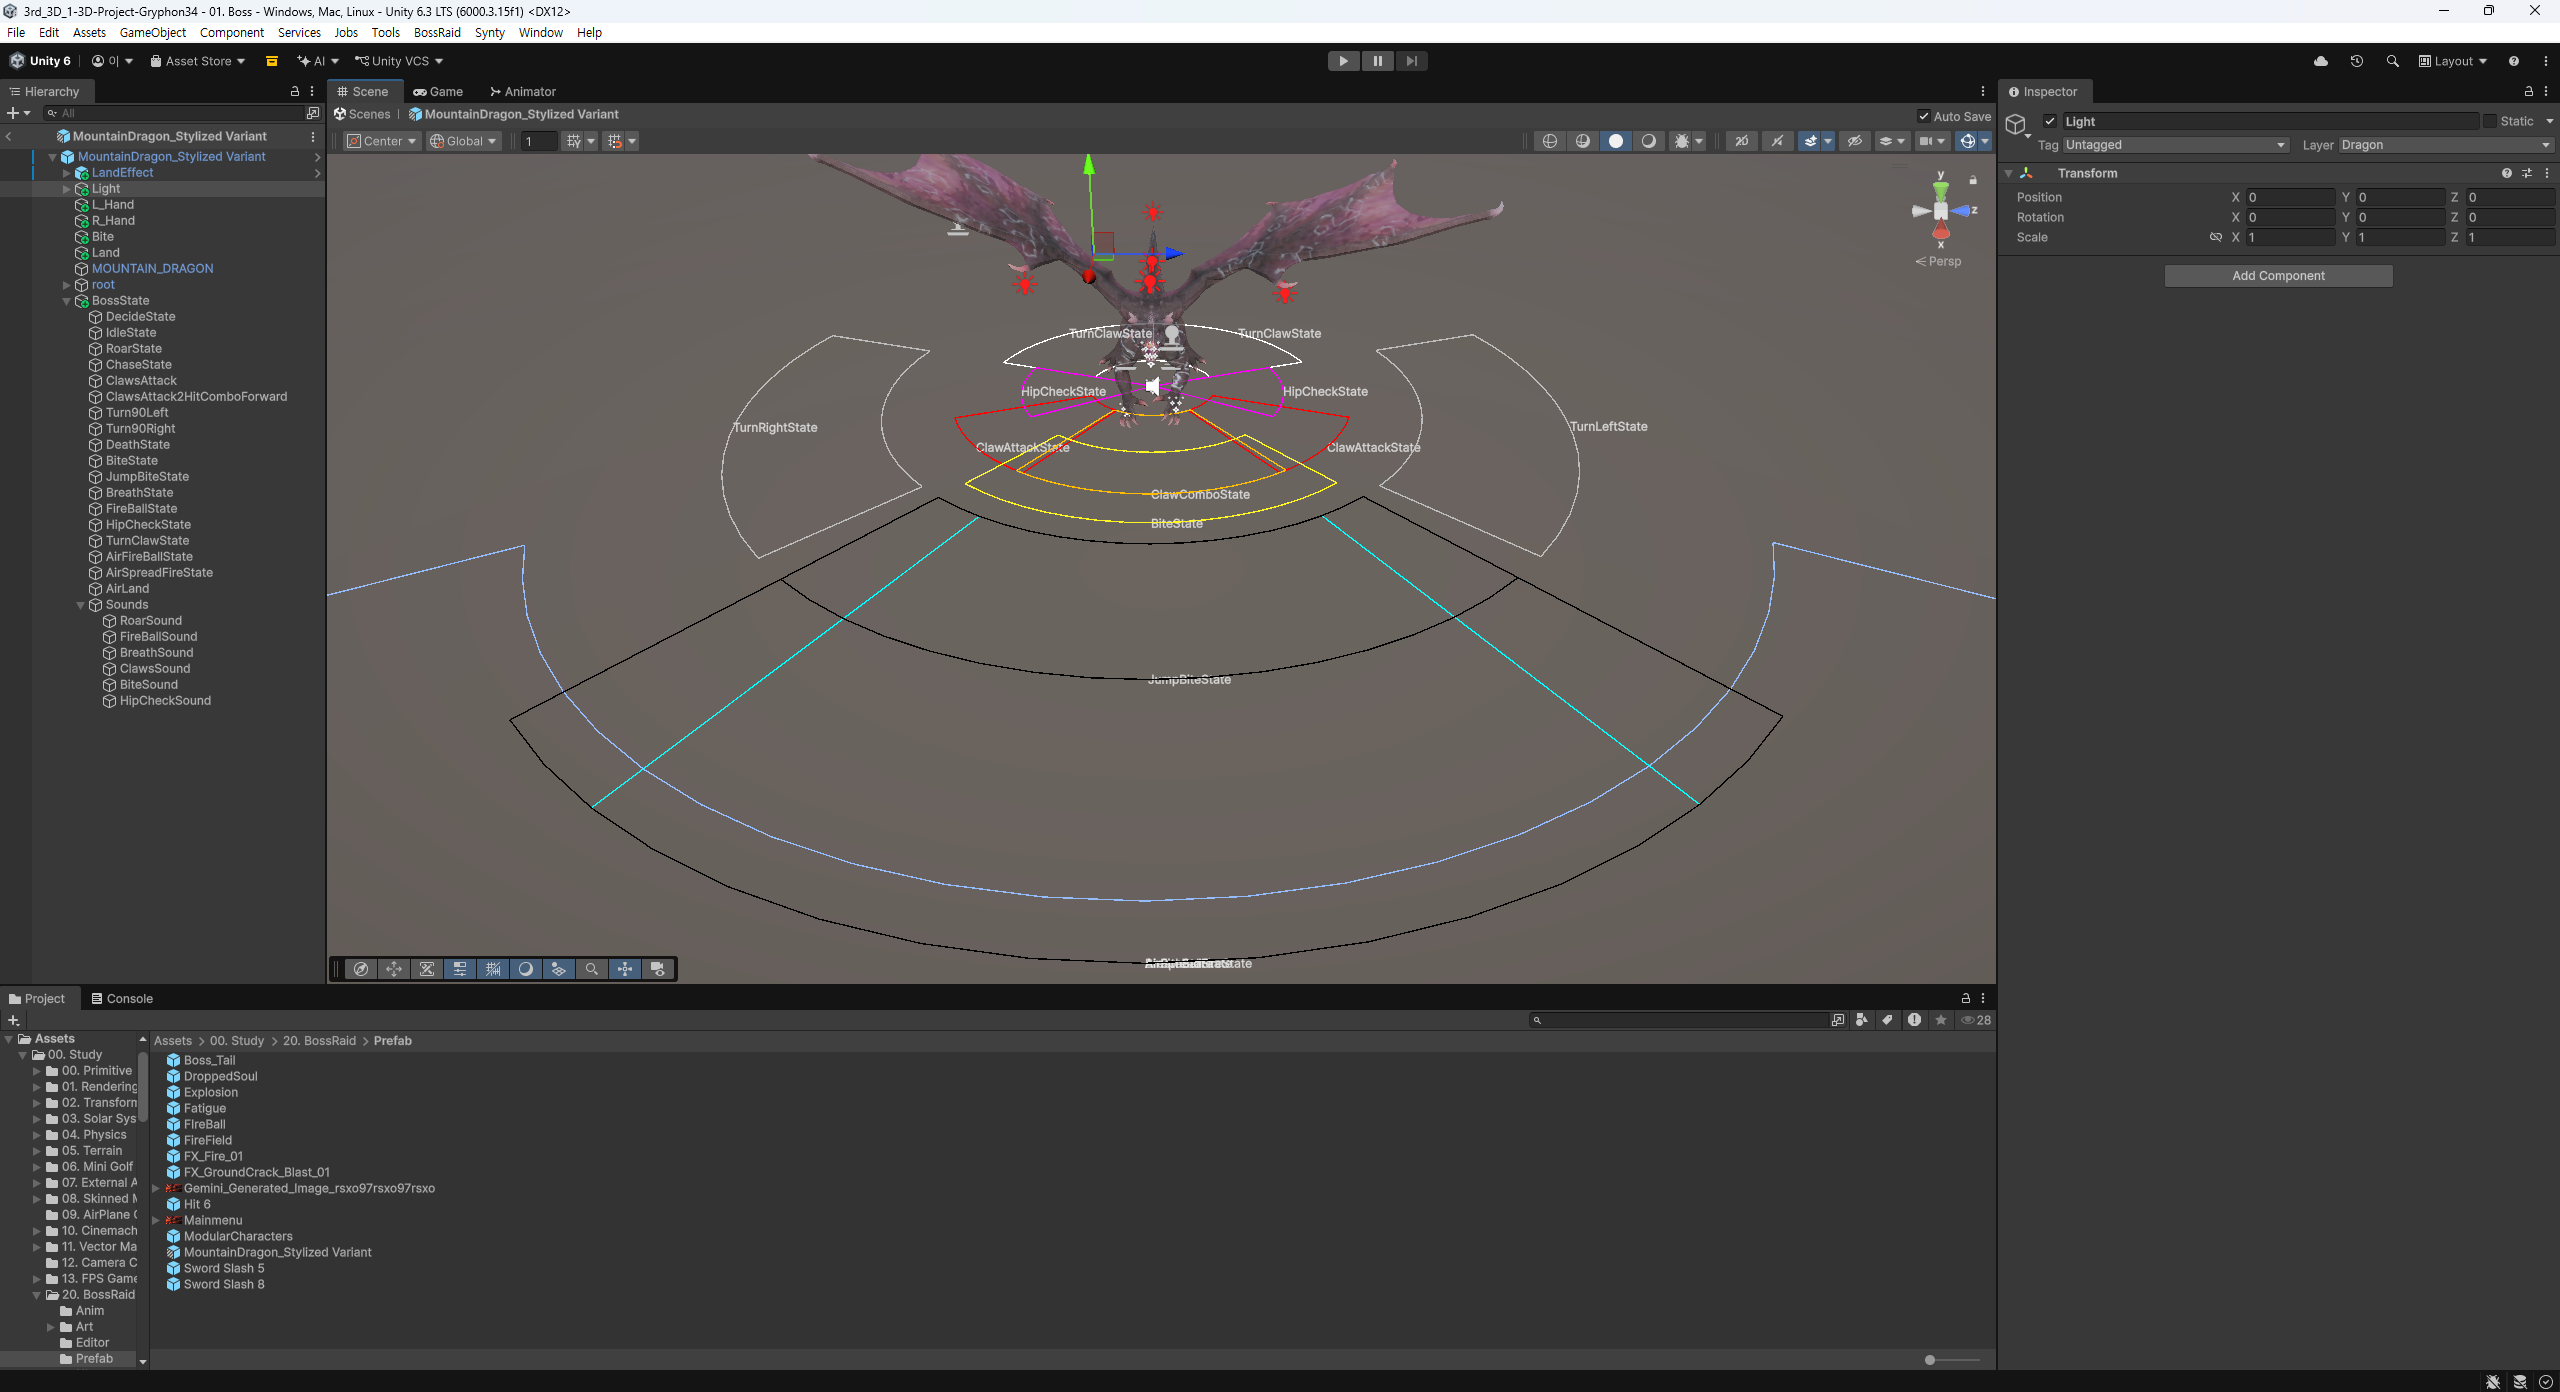 3rd_3D_1-3D-Project-Gryphon34 - 01. Boss - Windows, Mac, Linux - Unity 6.3 LTS (6000.3.15f1) <DX12>
File Edit Assets GameObject Component Services Jobs Tools BossRaid Synty Window Help
Unity 6 Asset Store AI Unity VCS Layout
Hierarchy
All
MountainDragon_Stylized Variant
MountainDragon_Stylized Variant
LandEffect
Light
L_Hand
R_Hand
Bite
Land
MOUNTAIN_DRAGON
root
BossState
DecideState
IdleState
RoarState
ChaseState
ClawsAttack
ClawsAttack2HitComboForward
Turn90Left
Turn90Right
DeathState
BiteState
JumpBiteState
BreathState
FireBallState
HipCheckState
TurnClawState
AirFireBallState
AirSpreadFireState
AirLand
Sounds
RoarSound
FireBallSound
BreathSound
ClawsSound
BiteSound
HipCheckSound
Scene Game Animator
Scenes MountainDragon_Stylized Variant Auto Save
Center Global 1 2D
y
z
x
Persp
TurnClawState TurnClawState
HipCheckState HipCheckState
TurnRightState TurnLeftState
ClawAttackState ClawAttackState
ClawComboState
BiteState
JumpBiteState
Inspector
Light Static
Tag Untagged Layer Dragon
Transform
Position X 0 Y 0 Z 0
Rotation X 0 Y 0 Z 0
Scale X 1 Y 1 Z 1
Add Component
Project Console
28
Assets
00. Study
00. Primitive
01. Rendering
02. Transforn
03. Solar Sys
04. Physics
05. Terrain
06. Mini Golf
07. External A
08. Skinned
09. AirPlane
10. Cinemach
11. Vector Ma
12. Camera C
13. FPS Game
20. BossRaid
Anim
Art
Editor
Prefab
Assets > 00. Study > 20. BossRaid > Prefab
Boss_Tail
DroppedSoul
Explosion
Fatigue
FIreBall
FireField
FX_Fire_01
FX_GroundCrack_Blast_01
Gemini_Generated_Image_rsxo97rsxo97rsxo
Hit 6
Mainmenu
ModularCharacters
MountainDragon_Stylized Variant
Sword Slash 5
Sword Slash 8